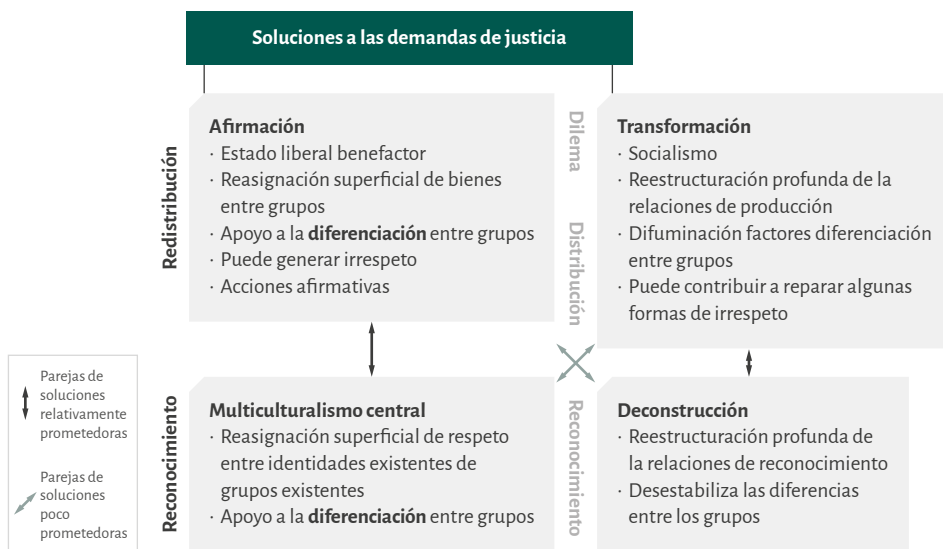 Soluciones a las demandas de justicia
Redistribución
Afirmación
· Estado liberal benefactor
· Reasignación superficial de bienes
entre grupos
· Apoyo a la diferenciación entre grupos
· Puede generar irrespeto
· Acciones afirmativas
Dilema
Distribución
Reconocimiento
Transformación
· Socialismo
· Reestructuración profunda de la
relaciones de producción
· Difuminación factores diferenciación
entre grupos
· Puede contribuir a reparar algunas
formas de irrespeto
Parejas de
soluciones
relativamente
prometedoras
Parejas de
soluciones
poco
prometedoras
Reconocimiento
Multiculturalismo central
· Reasignación superficial de respeto
entre identidades existentes de
grupos existentes
· Apoyo a la diferenciación entre grupos
Deconstrucción
· Reestructuración profunda de
la relaciones de reconocimiento
· Desestabiliza las diferencias
entre los grupos